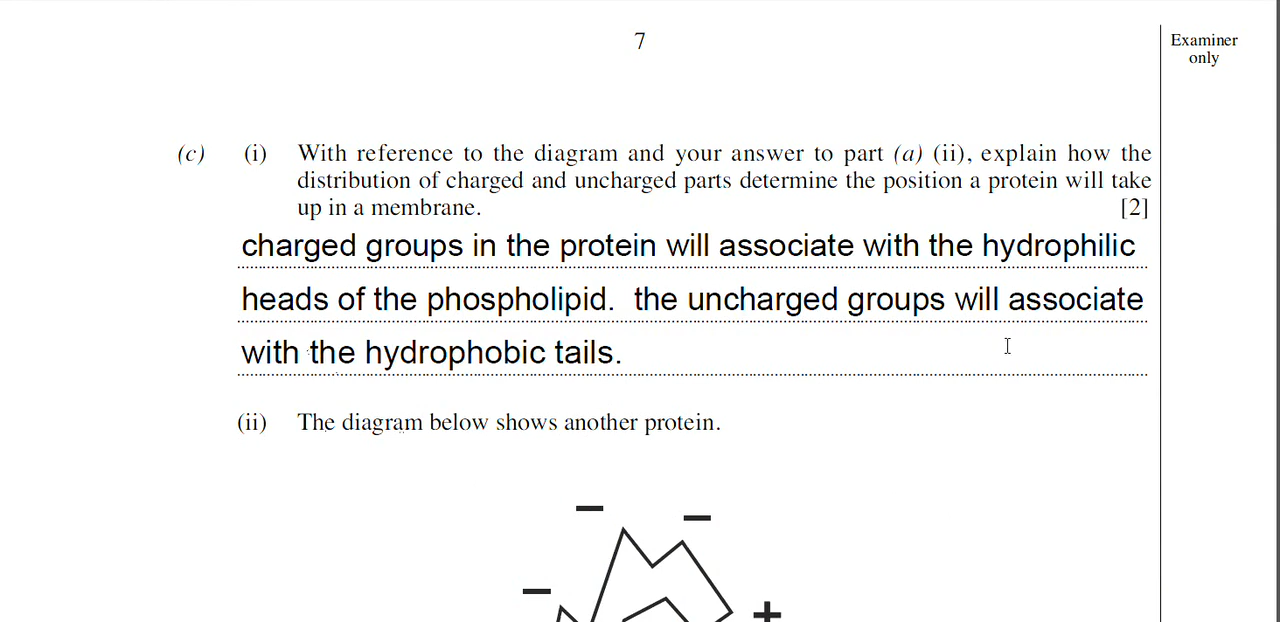 7
Examiner
only
(c) (i) With reference to the diagram and your answer to part (a) (ii), explain how the
distribution of charged and uncharged parts determine the position a protein will take
up in a membrane. [2]
charged groups in the protein will associate with the hydrophilic
heads of the phospholipid. the uncharged groups will associate
with the hydrophobic tails.
(ii) The diagram below shows another protein.
– –
–
+